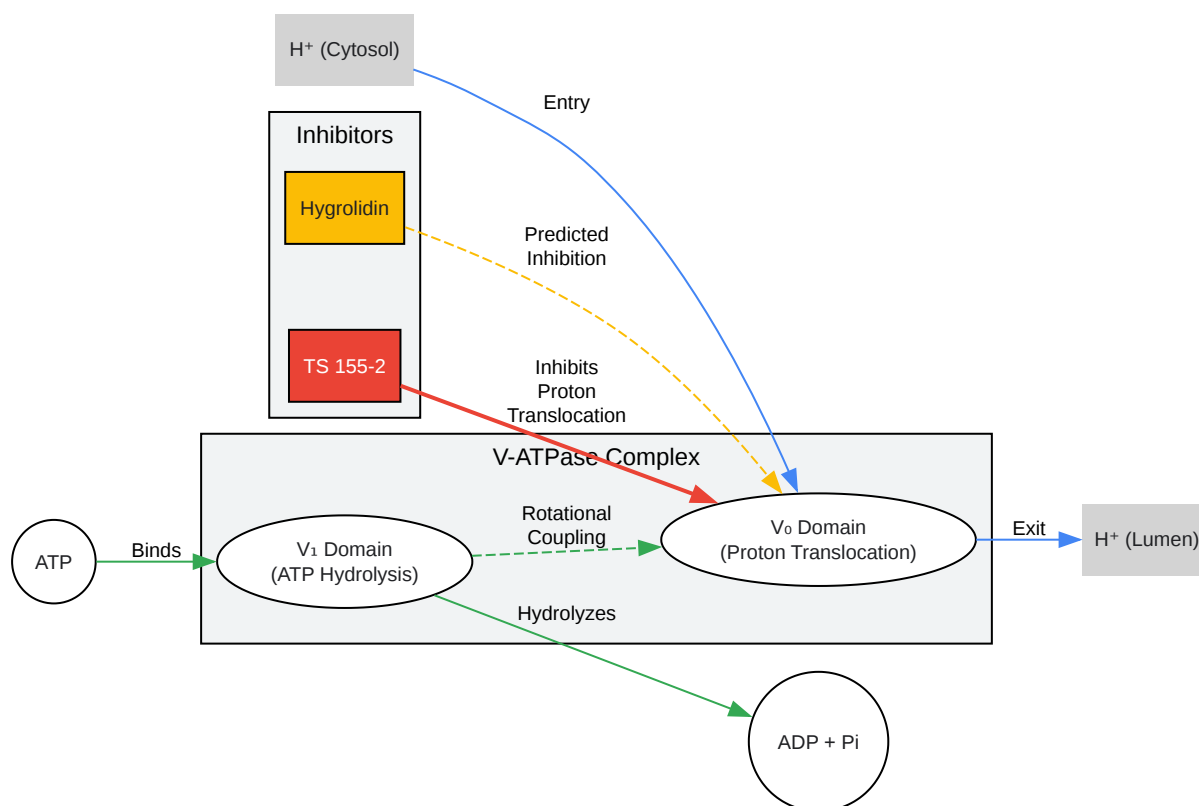 H⁺ (Cytosol)
Entry
Inhibitors
Hygrolidin
Predicted
Inhibition
TS 155-2
Inhibits
Proton
Translocation
V-ATPase Complex
ATP
Binds
V₁ Domain
(ATP Hydrolysis)
Rotational
Coupling
V₀ Domain
(Proton Translocation)
Exit
H⁺ (Lumen)
Hydrolyzes
ADP + Pi